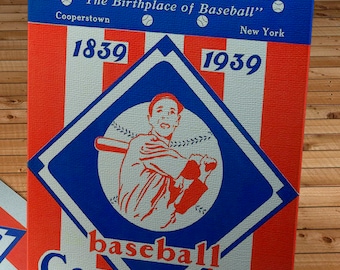 "The Birthplace of Baseball"
Cooperstown New York
1839 1939
baseball